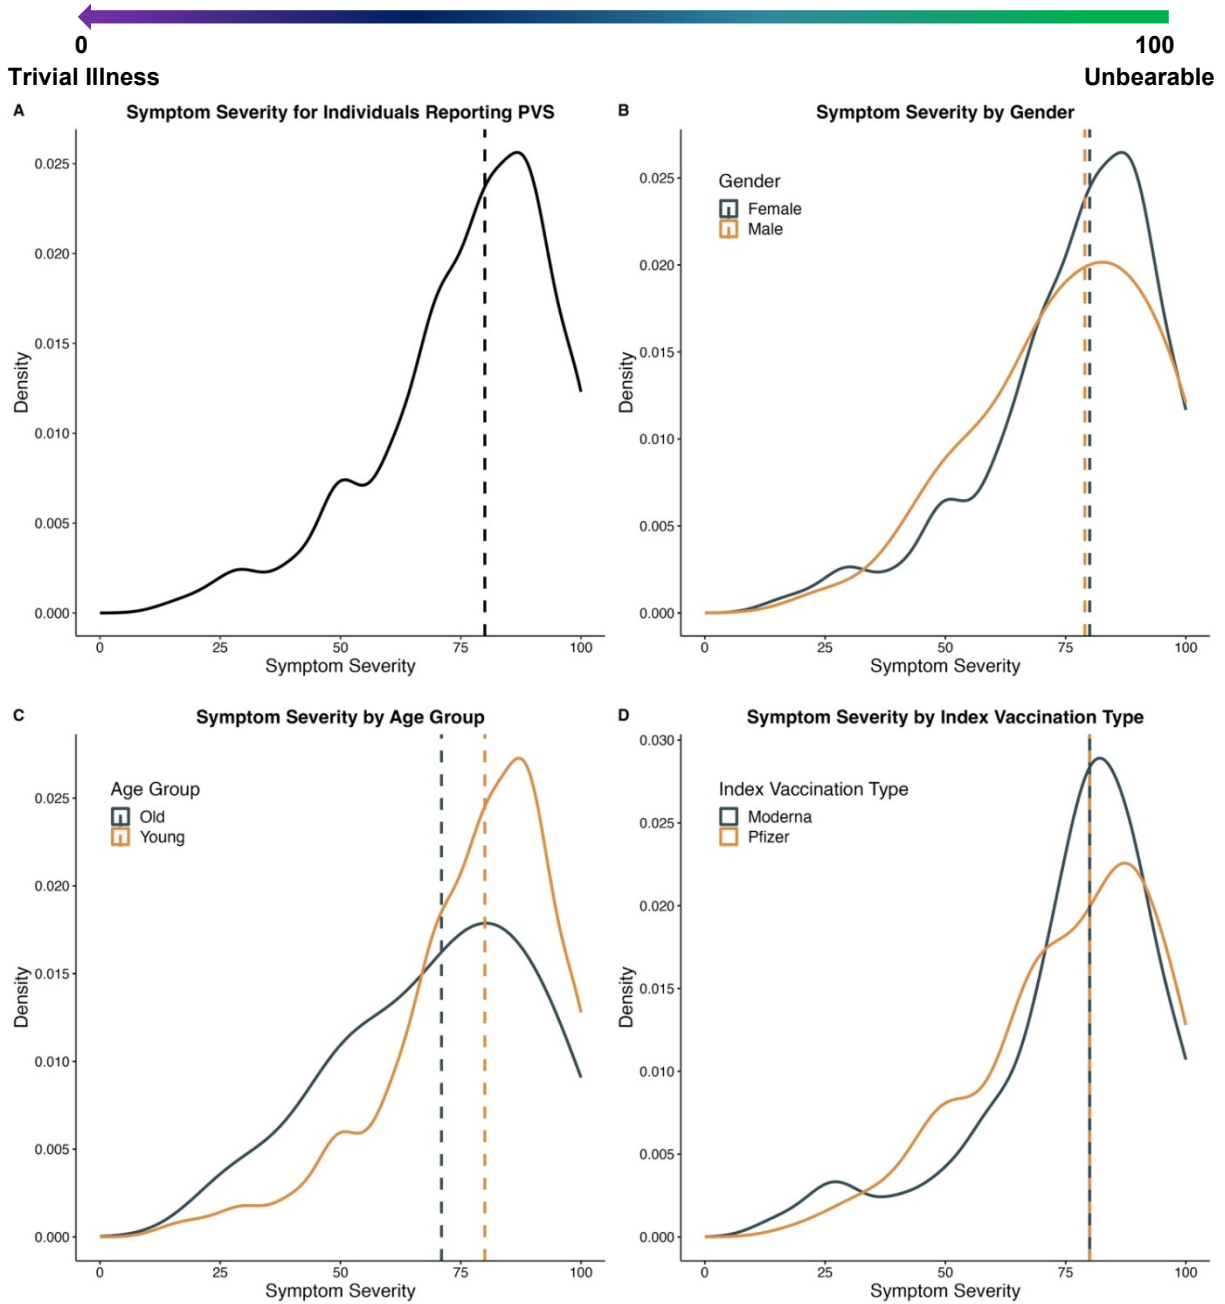 0 100
Trivial Illness Unbearable
A Symptom Severity for Individuals Reporting PVS
0.025
0.020
0.015
0.010
0.005
0.000
Density
0 25 50 75 100
Symptom Severity
B Symptom Severity by Gender
Gender
Female
Male
0.025
0.020
0.015
0.010
0.005
0.000
Density
0 25 50 75 100
Symptom Severity
C Symptom Severity by Age Group
Age Group
Old
Young
0.025
0.020
0.015
0.010
0.005
0.000
Density
0 25 50 75 100
Symptom Severity
D Symptom Severity by Index Vaccination Type
Index Vaccination Type
Moderna
Pfizer
0.030
0.025
0.020
0.015
0.010
0.005
0.000
Density
0 25 50 75 100
Symptom Severity